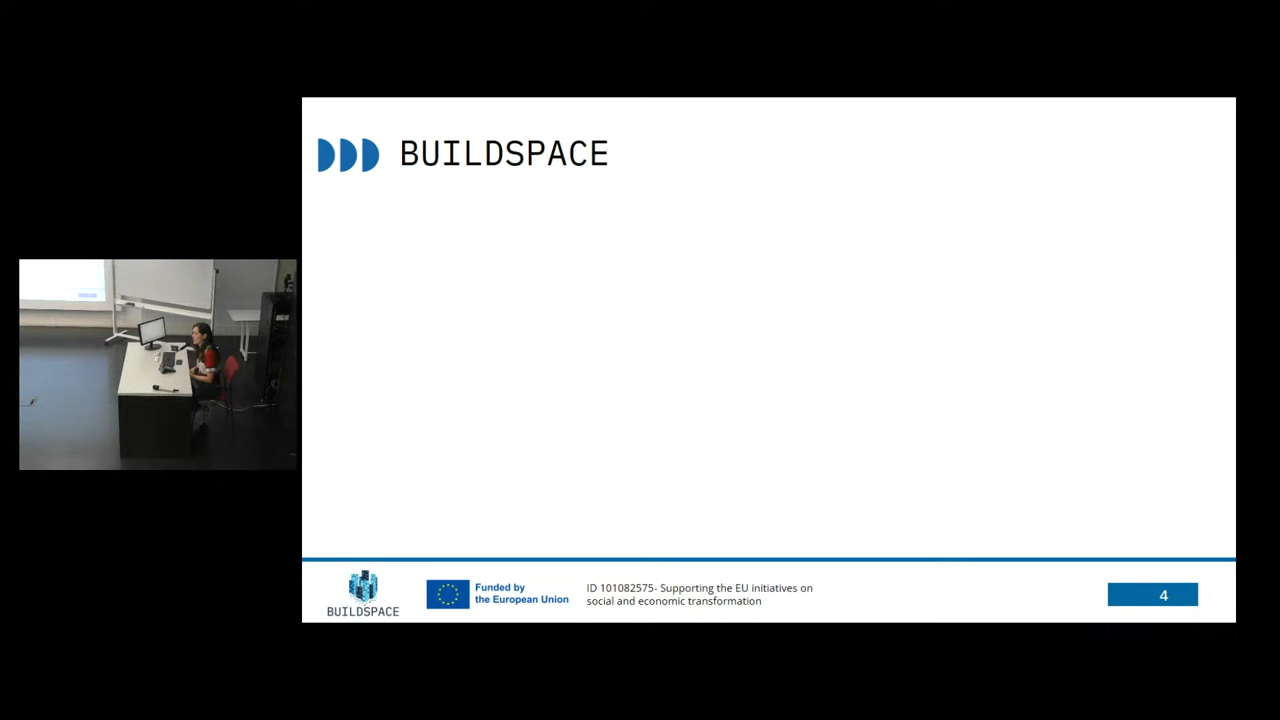 BUILDSPACE
BUILDSPACE
Funded by
the European Union
ID 101082575- Supporting the EU initiatives on
social and economic transformation
4